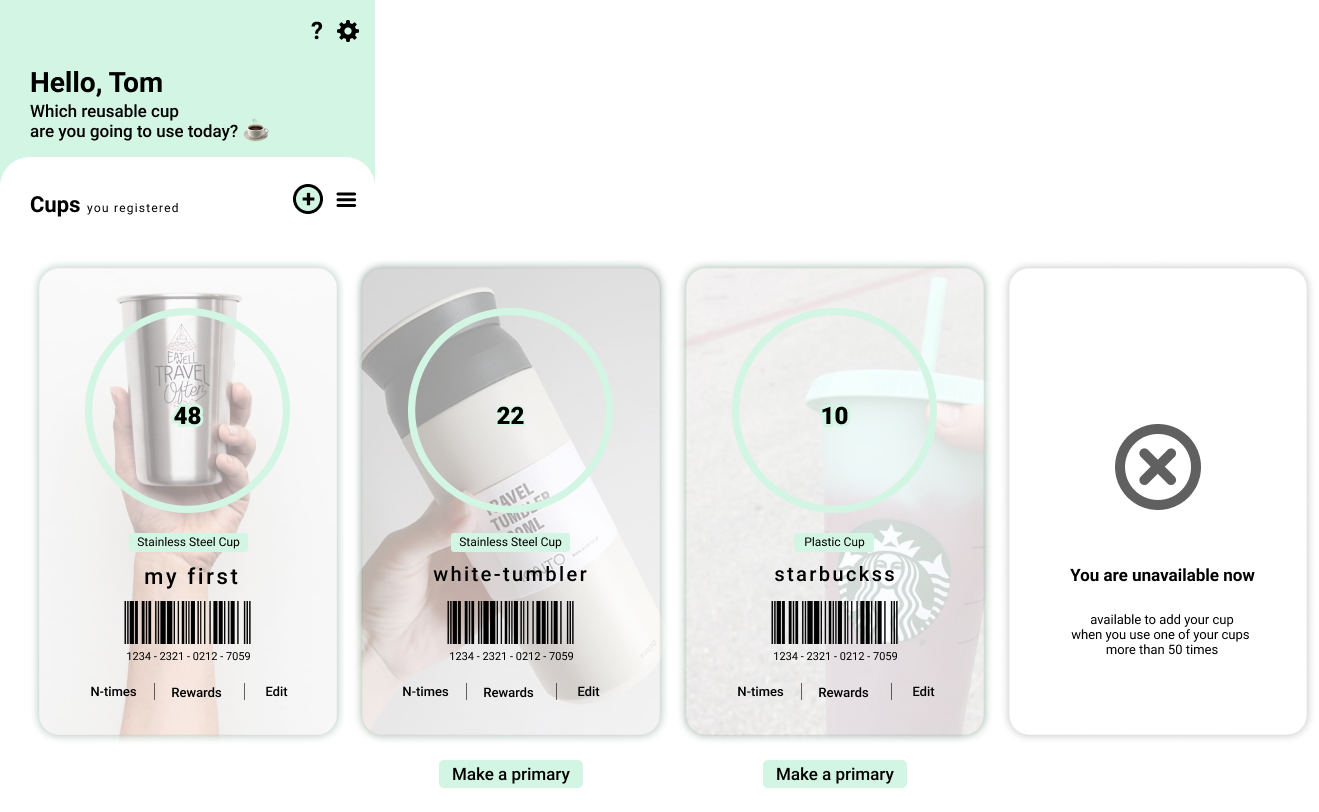 ?
Hello, Tom
Which reusable cup
are you going to use today? ☕
Cups you registered
EAT
WELL
TRAVEL
Often
48
Stainless Steel Cup
my first
1234 - 2321 - 0212 - 7059
N-times | Rewards | Edit
22
TRAVEL
TUMBLER
Stainless Steel Cup
white-tumbler
1234 - 2321 - 0212 - 7059
N-times | Rewards | Edit
Make a primary
10
Plastic Cup
starbuckss
1234 - 2321 - 0212 - 7059
N-times | Rewards | Edit
Make a primary
You are unavailable now
available to add your cup
when you use one of your cups
more than 50 times